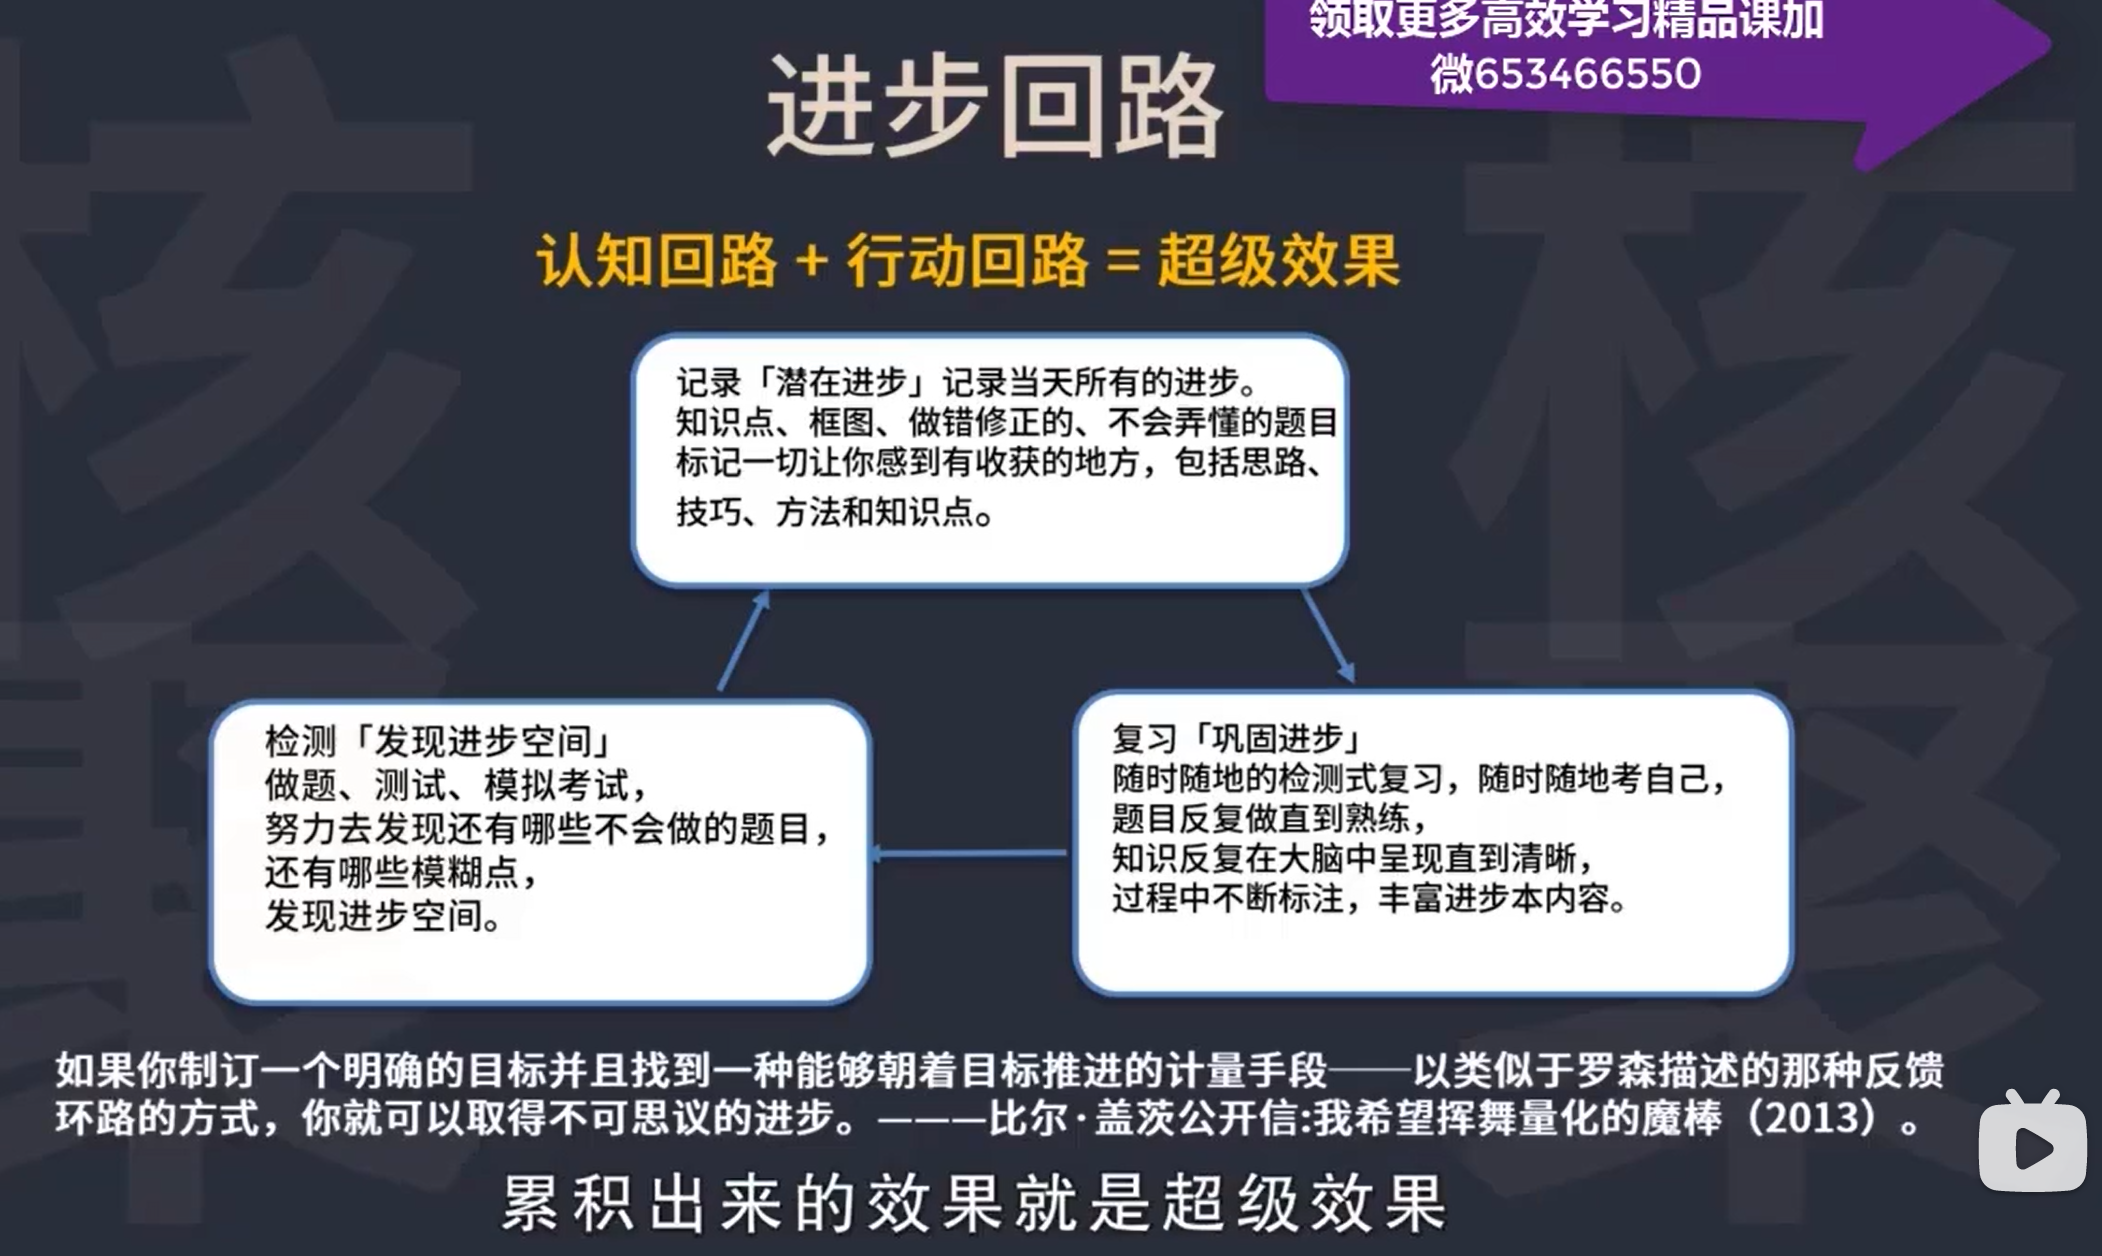 领取更多高效学习精品课加
微653466550
进步回路
认知回路 + 行动回路 = 超级效果
记录「潜在进步」记录当天所有的进步。
知识点、框图、做错修正的、不会弄懂的题目
标记一切让你感到有收获的地方，包括思路、
技巧、方法和知识点。
检测「发现进步空间」
做题、测试、模拟考试，
努力去发现还有哪些不会做的题目，
还有哪些模糊点，
发现进步空间。
复习「巩固进步」
随时随地的检测式复习，随时随地考自己，
题目反复做直到熟练，
知识反复在大脑中呈现直到清晰，
过程中不断标注，丰富进步本内容。
如果你制订一个明确的目标并且找到一种能够朝着目标推进的计量手段——以类似于罗森描述的那种反馈
环路的方式，你就可以取得不可思议的进步。———比尔·盖茨公开信:我希望挥舞量化的魔棒（2013）。
累积出来的效果就是超级效果